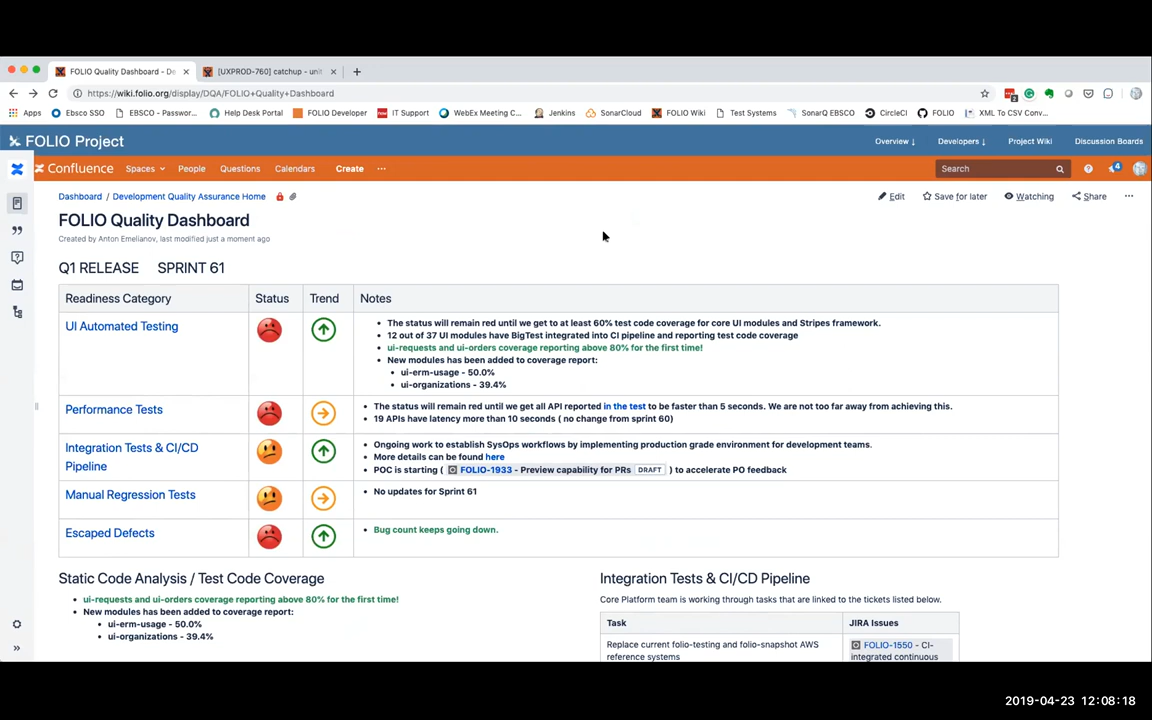 FOLIO Quality Dashboard - De
[UXPROD-760] catchup - unit
https://wiki.folio.org/display/DQA/FOLIO+Quality+Dashboard
Apps Ebsco SSO EBSCO - Passwor... Help Desk Portal FOLIO Developer IT Support WebEx Meeting C... Jenkins SonarCloud FOLIO Wiki Test Systems SonarQ EBSCO CircleCI FOLIO XML To CSV Conv...
FOLIO Project Overview Developers Project Wiki Discussion Boards
Confluence Spaces People Questions Calendars Create ••• Search 4
Dashboard / Development Quality Assurance Home Edit Save for later Watching Share •••
FOLIO Quality Dashboard
Created by Anton Emelianov, last modified just a moment ago
Q1 RELEASE SPRINT 61
Readiness Category Status Trend Notes
UI Automated Testing
• The status will remain red until we get to at least 60% test code coverage for core UI modules and Stripes framework.
• 12 out of 37 UI modules have BigTest integrated into CI pipeline and reporting test code coverage
• ui-requests and ui-orders coverage reporting above 80% for the first time!
• New modules has been added to coverage report:
• ui-erm-usage - 50.0%
• ui-organizations - 39.4%
Performance Tests
• The status will remain red until we get all API reported in the test to be faster than 5 seconds. We are not too far away from achieving this.
• 19 APIs have latency more than 10 seconds ( no change from sprint 60)
Integration Tests & CI/CD
Pipeline
• Ongoing work to establish SysOps workflows by implementing production grade environment for development teams.
• More details can be found here
• POC is starting ( FOLIO-1933 - Preview capability for PRs DRAFT ) to accelerate PO feedback
Manual Regression Tests
• No updates for Sprint 61
Escaped Defects
• Bug count keeps going down.
Static Code Analysis / Test Code Coverage
• ui-requests and ui-orders coverage reporting above 80% for the first time!
• New modules has been added to coverage report:
• ui-erm-usage - 50.0%
• ui-organizations - 39.4%
Integration Tests & CI/CD Pipeline
Core Platform team is working through tasks that are linked to the tickets listed below.
Task JIRA Issues
Replace current folio-testing and folio-snapshot AWS
reference systems
FOLIO-1550 - CI-
integrated continuous
2019-04-23 12:08:18